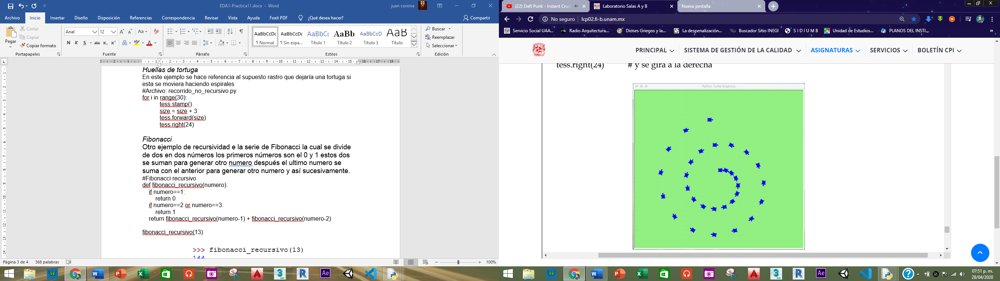 EDA1-Practica11.docx - Word
juan corona
Archivo Inicio Insertar Diseño Disposición Referencias Correspondencia Revisar Vista Ayuda Foxit PDF ¿Qué desea hacer? Compartir
Pegar
Cortar
Copiar
Copiar formato
Portapapeles
Arial 12
Fuente
Párrafo
AaBbCcDc AaBbCcDc AaBbCc AaBb AaBbCcD AaB
¶ Normal ¶ Sin espa... Título 1 Título 2 Título 3 Título
Estilos
Buscar
Reemplazar
Seleccionar
Edición
Huellas de tortuga
En este ejemplo se hace referencia al supuesto rastro que dejaría una tortuga si
esta se moviera haciendo espirales
#Archivo: recorrido_no_recursivo.py
for i in range(30):
tess.stamp()
size = size + 3
tess.forward(size)
tess.right(24)
Fibonacci
Otro ejemplo de recursividad e la serie de Fibonacci la cual se divide
de dos en dos números los primeros números son el 0 y 1 estos dos
se suman para generar otro numero después el ultimo numero se
suma con el anterior para generar otro numero y así sucesivamente.
#Fibonacci recursivo
def fibonacci_recursivo(numero):
if numero==1:
return 0
if numero==2 or numero==3:
return 1
return fibonacci_recursivo(numero-1) + fibonacci_recursivo(numero-2)
fibonacci_recursivo(13)
>>> fibonacci_recursivo(13)
144
Página 3 de 4 368 palabras
100%
(22) Daft Punk - Instant Crus
Laboratorio Salas A y B
Nueva pestaña
No seguro | lcp02.fi-b.unam.mx
Servicio Social UAA... Radio Arquitectura... Dioses Griegos y la... La despenalización... Buscador Sitio INEGI S I D I U M B Unidad de Estudios... PLANOS DEL INSTI...
PRINCIPAL SISTEMA DE GESTIÓN DE LA CALIDAD ASIGNATURAS SERVICIOS BOLETÍN CPI
tess.right(24) # y se gira a la derecha
Python Turtle Graphics
07:51 p. m.
28/04/2020